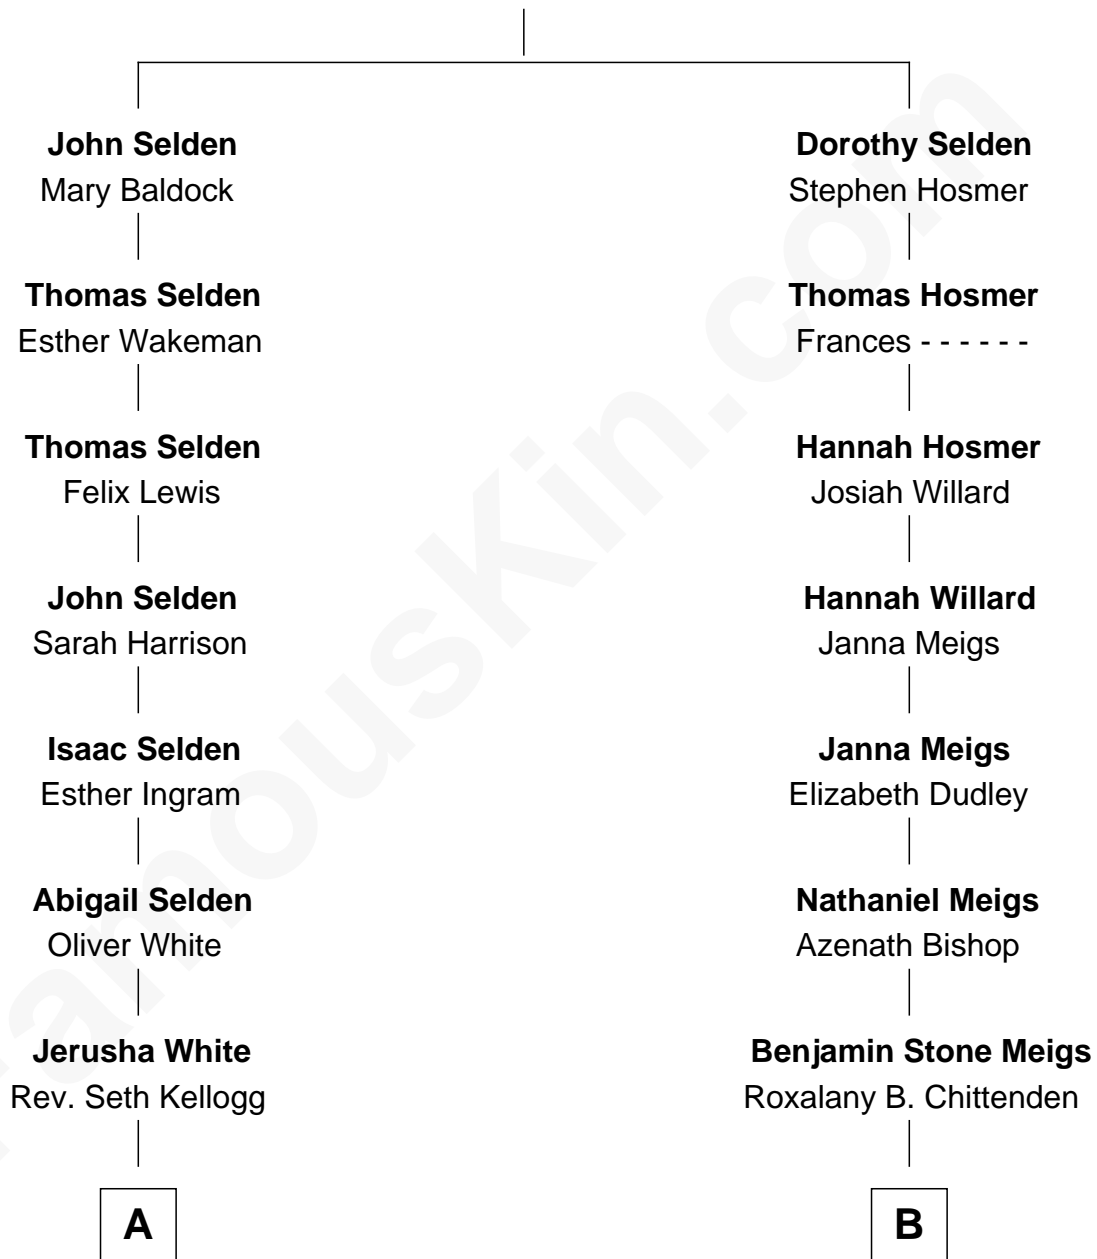 John Selden
Mary Baldock
Dorothy Selden
Stephen Hosmer
Thomas Selden
Esther Wakeman
Thomas Hosmer
Frances - - - - - -
Thomas Selden
Felix Lewis
Hannah Hosmer
Josiah Willard
John Selden
Sarah Harrison
Hannah Willard
Janna Meigs
Isaac Selden
Esther Ingram
Janna Meigs
Elizabeth Dudley
Abigail Selden
Oliver White
Nathaniel Meigs
Azenath Bishop
Jerusha White
Rev. Seth Kellogg
Benjamin Stone Meigs
Roxalany B. Chittenden
A
B
FamousKin.com